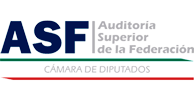 ASF
Auditoría
Superior
de la Federación
CÁMARA DE DIPUTADOS